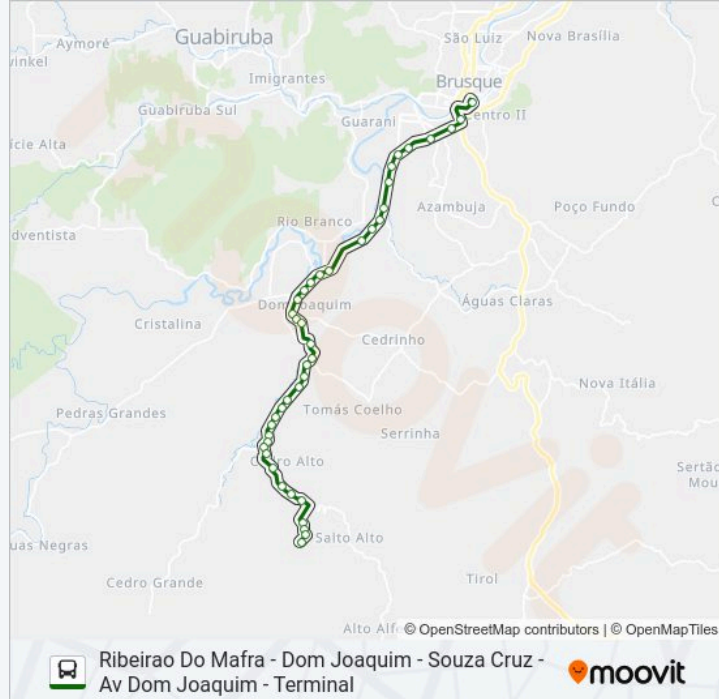 Guabiruba
São Luiz
Nova Brasília
Aymoré
Imigrantes
Brusque
Guabiruba Sul
Guarani
Centro II
Azambuja
Poço Fundo
Rio Branco
Dom Joaquim
Águas Claras
Cristalina
Cedrinho
Nova Itália
Pedras Grandes
Tomás Coelho
Serrinha
Salto Alto
Cedro Grande
Tirol
© OpenStreetMap contributors | © OpenMapTiles
Ribeirao Do Mafra - Dom Joaquim - Souza Cruz -
Av Dom Joaquim - Terminal
moovit